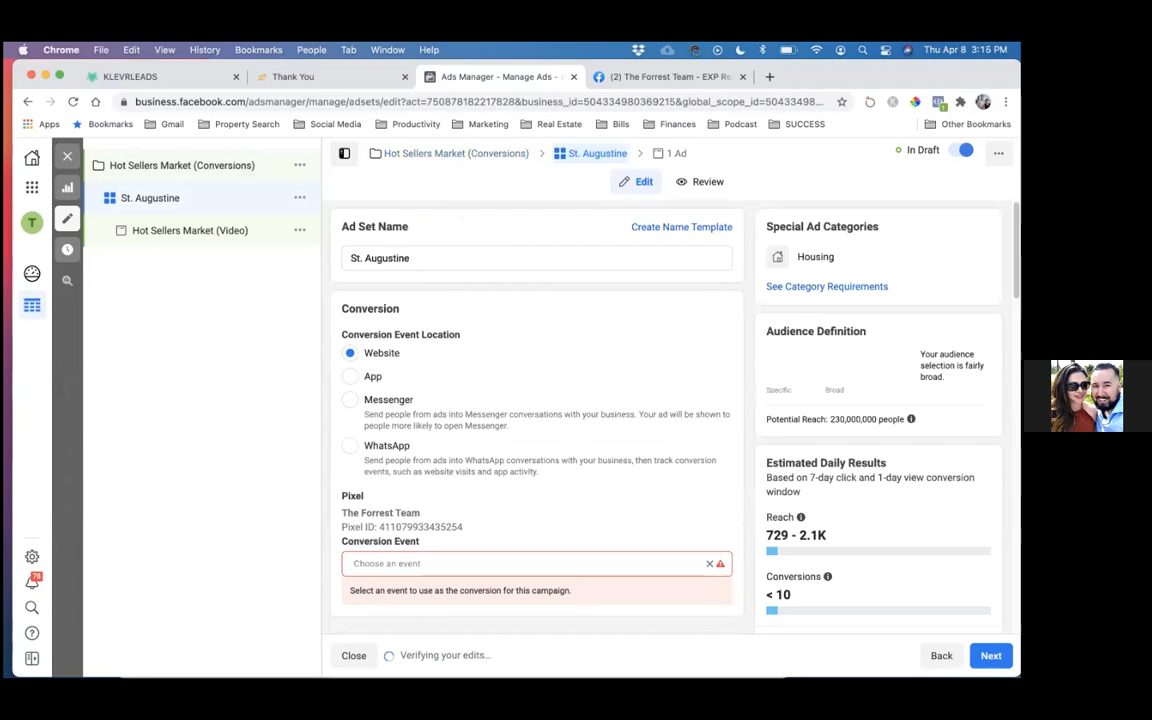 Chrome File Edit View History Bookmarks People Tab Window Help Thu Apr 8 3:15 PM
KLEVRLEADS × Thank You × Ads Manager - Manage Ads - × (2) The Forrest Team - EXP Re × +
business.facebook.com/adsmanager/manage/adsets/edit?act=750878182217828&business_id=504334980369215&global_scope_id=50433498...
Apps Bookmarks Gmail Property Search Social Media Productivity Marketing Real Estate Bills Finances Podcast SUCCESS Other Bookmarks
Hot Sellers Market (Conversions) ...
St. Augustine ...
Hot Sellers Market (Video) ...
T
78
Hot Sellers Market (Conversions) > St. Augustine > 1 Ad
In Draft
Edit Review
Ad Set Name
Create Name Template
St. Augustine
Conversion
Conversion Event Location
Website
App
Messenger
Send people from ads into Messenger conversations with your business. Your ad will be shown to
people more likely to open Messenger.
WhatsApp
Send people from ads into WhatsApp conversations with your business, then track conversion
events, such as website visits and app activity.
Pixel
The Forrest Team
Pixel ID: 411079933435254
Conversion Event
Choose an event
Select an event to use as the conversion for this campaign.
Special Ad Categories
Housing
See Category Requirements
Audience Definition
Your audience
selection is fairly
broad.
Specific Broad
Potential Reach: 230,000,000 people
Estimated Daily Results
Based on 7-day click and 1-day view conversion
window
Reach
729 - 2.1K
Conversions
< 10
Close Verifying your edits... Back Next